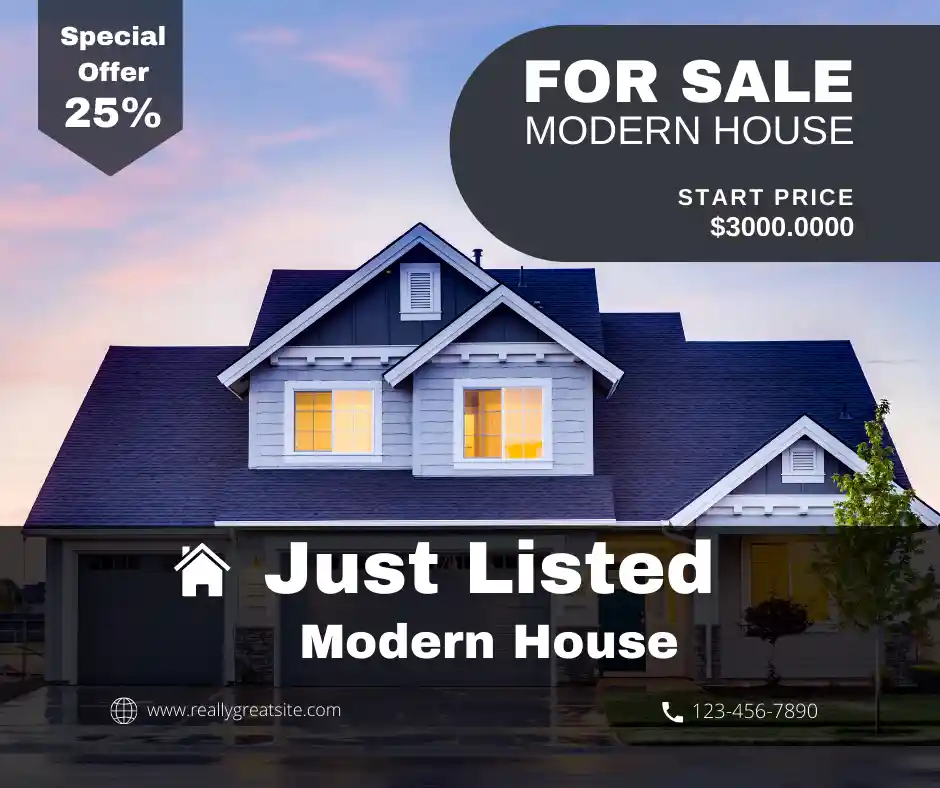 Special
Offer
25%
FOR SALE
MODERN HOUSE
START PRICE
$3000.0000
Just Listed
Modern House
www.reallygreatsite.com
123-456-7890